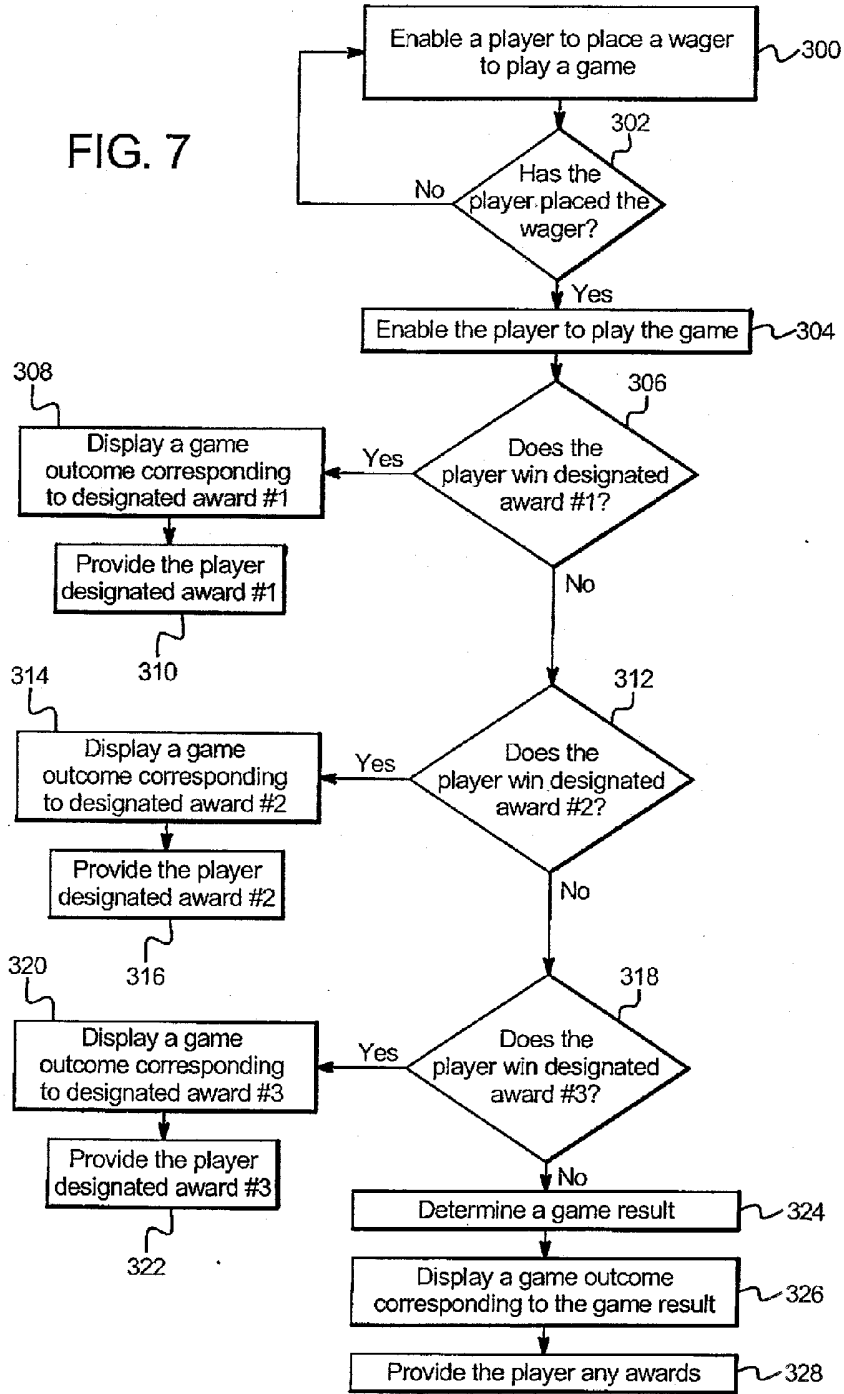 Enable a player to place a wager
to play a game
300
FIG. 7
302
Has the
player placed the
wager?
No
Yes
Enable the player to play the game
304
306
Does the
player win designated
award #1?
Yes
308
Display a game
outcome corresponding
to designated award #1
Provide the player
designated award #1
310
No
312
Does the
player win designated
award #2?
Yes
314
Display a game
outcome corresponding
to designated award #2
Provide the player
designated award #2
316
No
318
Does the
player win designated
award #3?
Yes
320
Display a game
outcome corresponding
to designated award #3
Provide the player
designated award #3
322
No
Determine a game result
324
Display a game outcome
corresponding to the game result
326
Provide the player any awards
328